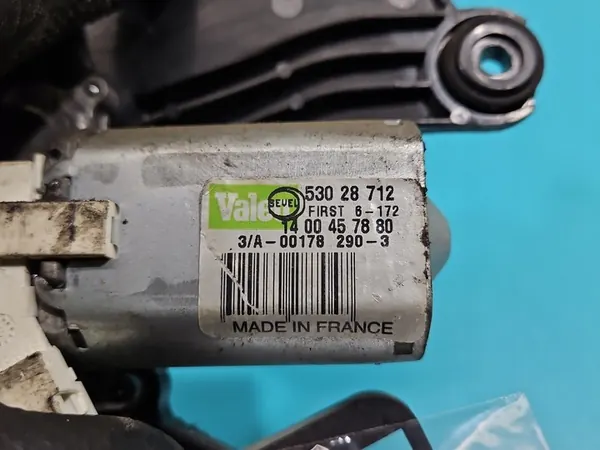 Valeo 530 28 712
BEVEL
FIRST 6-172
14 00 45 78 80
3/A-00178 290-3
MADE IN FRANCE